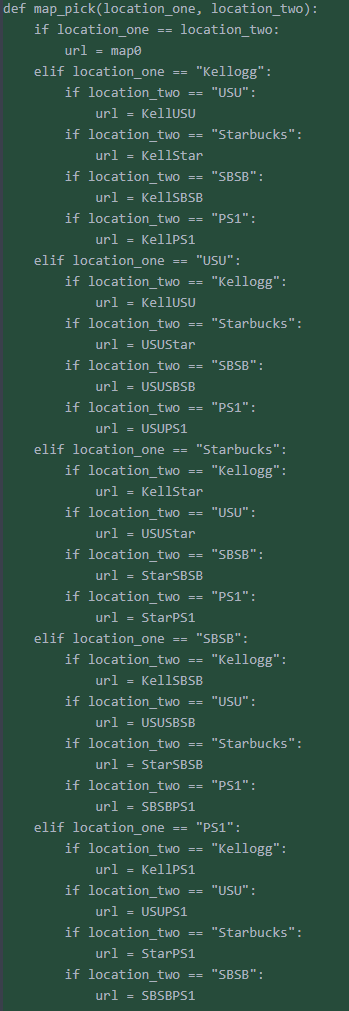 def map_pick(location_one, location_two):
    if location_one == location_two:
        url = map0
    elif location_one == "Kellogg":
        if location_two == "USU":
            url = KellUSU
        if location_two == "Starbucks":
            url = KellStar
        if location_two == "SBSB":
            url = KellSBSB
        if location_two == "PS1":
            url = KellPS1
    elif location_one == "USU":
        if location_two == "Kellogg":
            url = KellUSU
        if location_two == "Starbucks":
            url = USUStar
        if location_two == "SBSB":
            url = USUSBSB
        if location_two == "PS1":
            url = USUPS1
    elif location_one == "Starbucks":
        if location_two == "Kellogg":
            url = KellStar
        if location_two == "USU":
            url = USUStar
        if location_two == "SBSB":
            url = StarSBSB
        if location_two == "PS1":
            url = StarPS1
    elif location_one == "SBSB":
        if location_two == "Kellogg":
            url = KellSBSB
        if location_two == "USU":
            url = USUSBSB
        if location_two == "Starbucks":
            url = StarSBSB
        if location_two == "PS1":
            url = SBSBPS1
    elif location_one == "PS1":
        if location_two == "Kellogg":
            url = KellPS1
        if location_two == "USU":
            url = USUPS1
        if location_two == "Starbucks":
            url = StarPS1
        if location_two == "SBSB":
            url = SBSBPS1